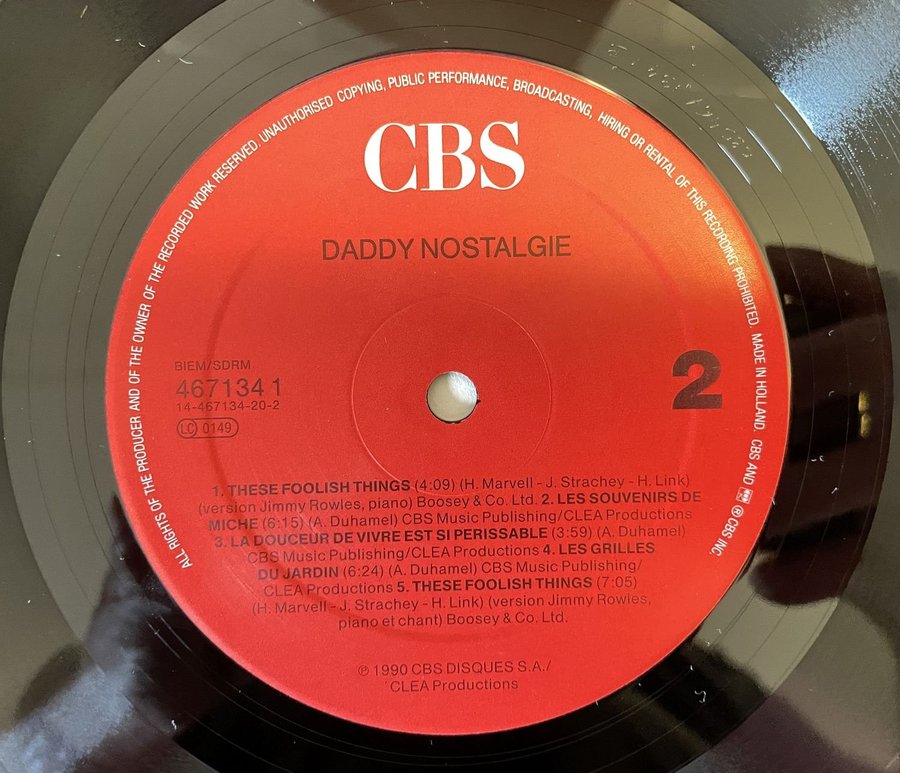 ALL RIGHTS OF THE PRODUCER AND OF THE OWNER OF THE RECORDED WORK RESERVED. UNAUTHORISED COPYING, PUBLIC PERFORMANCE, BROADCASTING, HIRING OR RENTAL OF THIS RECORDING PROHIBITED. MADE IN HOLLAND. CBS AND ® CBS INC.
CBS
DADDY NOSTALGIE
BIEM/SDRM
467134 1
14-467134-20-2
LC 0149
2
1. THESE FOOLISH THINGS (4:09) (H. Marvell - J. Strachey - H. Link)
(version Jimmy Rowles, piano) Boosey & Co. Ltd. 2. LES SOUVENIRS DE
MICHE (6:15) (A. Duhamel) CBS Music Publishing/CLEA Productions
3. LA DOUCEUR DE VIVRE EST SI PERISSABLE (3:59) (A. Duhamel)
CBS Music Publishing/CLEA Productions 4. LES GRILLES
DU JARDIN (6:24) (A. Duhamel) CBS Music Publishing/
CLEA Productions 5. THESE FOOLISH THINGS (7:05)
(H. Marvell - J. Strachey - H. Link) (version Jimmy Rowles,
piano et chant) Boosey & Co. Ltd.
℗ 1990 CBS DISQUES S.A./
CLEA Productions